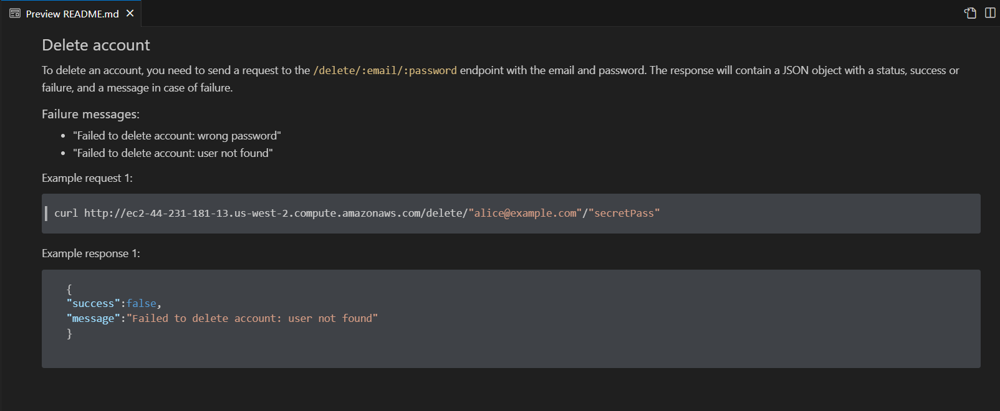 Preview README.md
Delete account
To delete an account, you need to send a request to the /delete/:email/:password endpoint with the email and password. The response will contain a JSON object with a status, success or
failure, and a message in case of failure.
Failure messages:
• "Failed to delete account: wrong password"
• "Failed to delete account: user not found"
Example request 1:
curl http://ec2-44-231-181-13.us-west-2.compute.amazonaws.com/delete/"alice@example.com"/"secretPass"
Example response 1:
{
"success":false,
"message":"Failed to delete account: user not found"
}